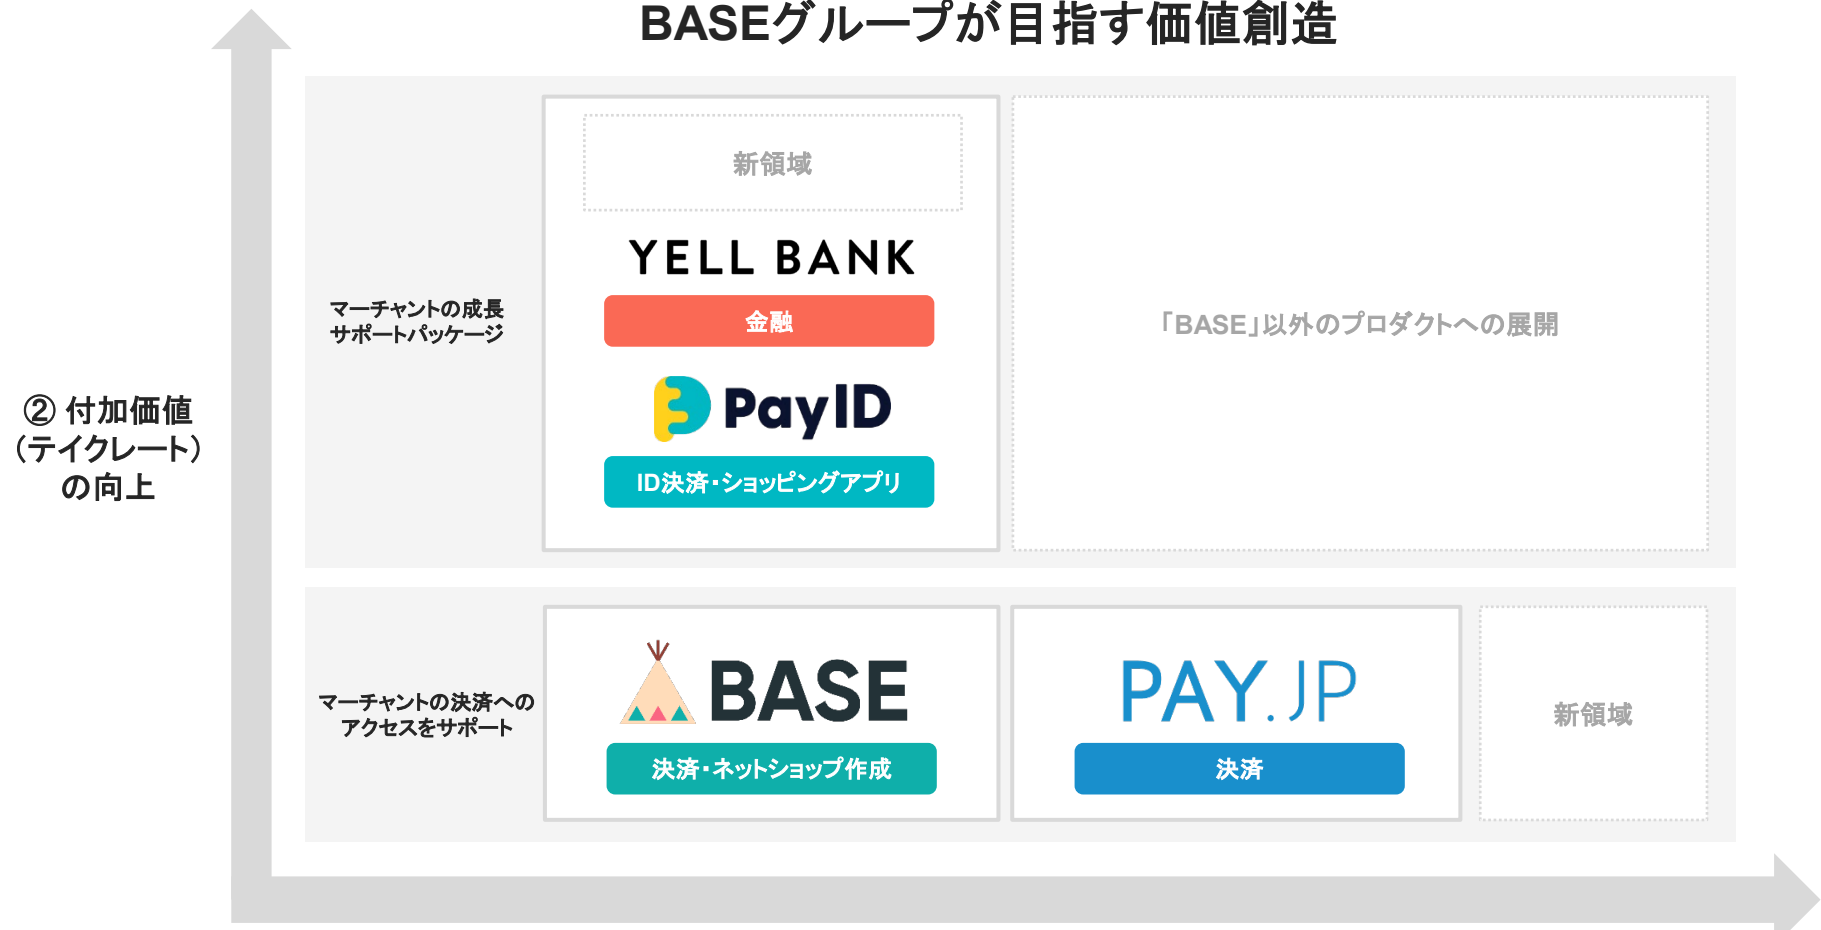 BASEグループが目指す価値創造
新領域
YELL BANK
金融
PayID
ID決済・ショッピングアプリ
マーチャントの成長
サポートパッケージ
「BASE」以外のプロダクトへの展開
② 付加価値
（テイクレート）
の向上
BASE
決済・ネットショップ作成
マーチャントの決済への
アクセスをサポート
PAY.JP
決済
新領域